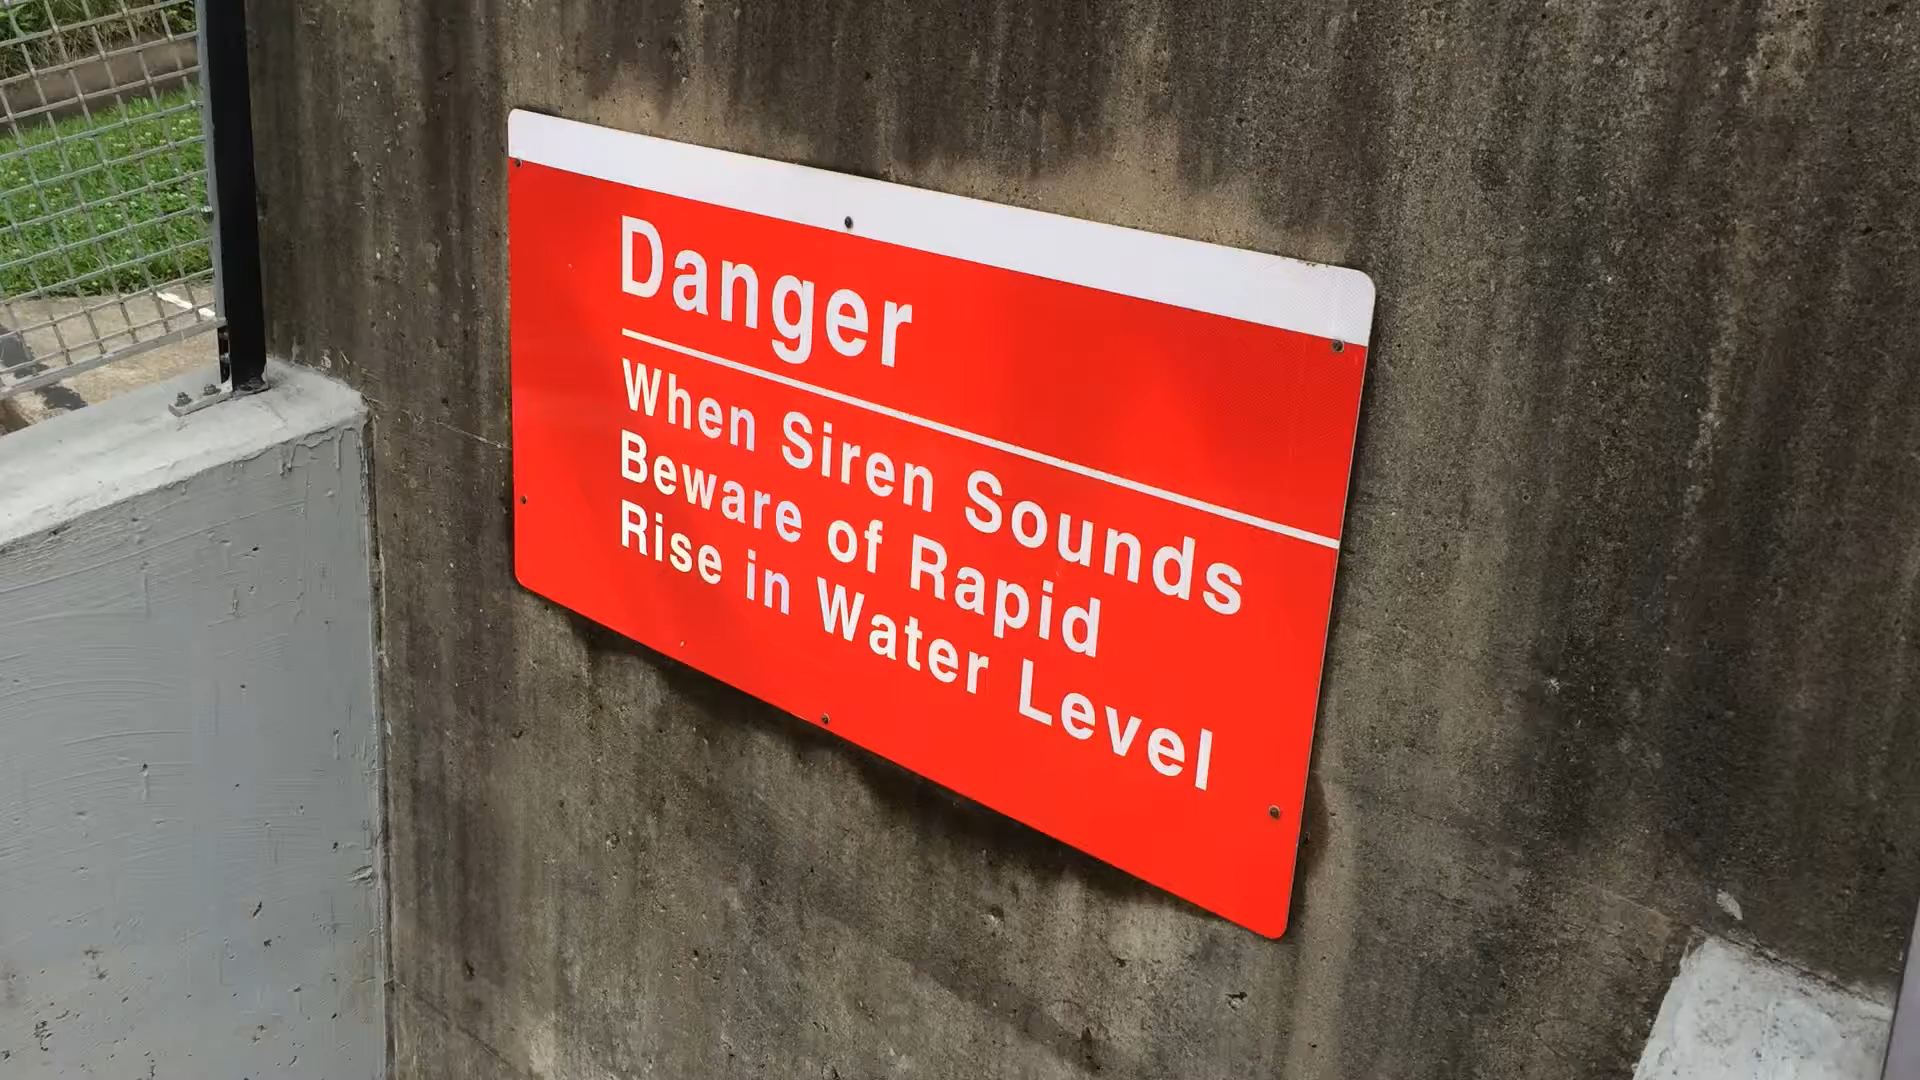 Danger
When Siren Sounds
Beware of Rapid
Rise in Water Level